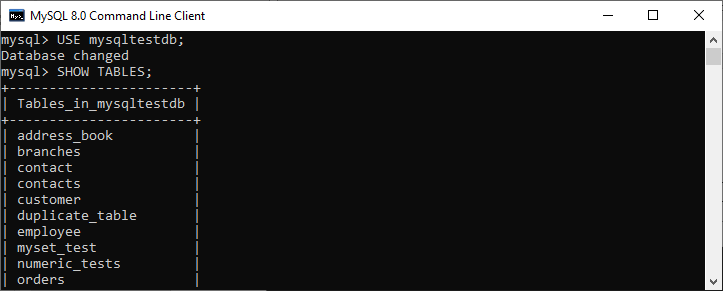 MySQL 8.0 Command Line Client
mysql> USE mysqltestdb;
Database changed
mysql> SHOW TABLES;
+-----------------------+
| Tables_in_mysqltestdb |
+-----------------------+
| address_book          |
| branches              |
| contact               |
| contacts              |
| customer              |
| duplicate_table       |
| employee              |
| myset_test            |
| numeric_tests         |
| orders                |